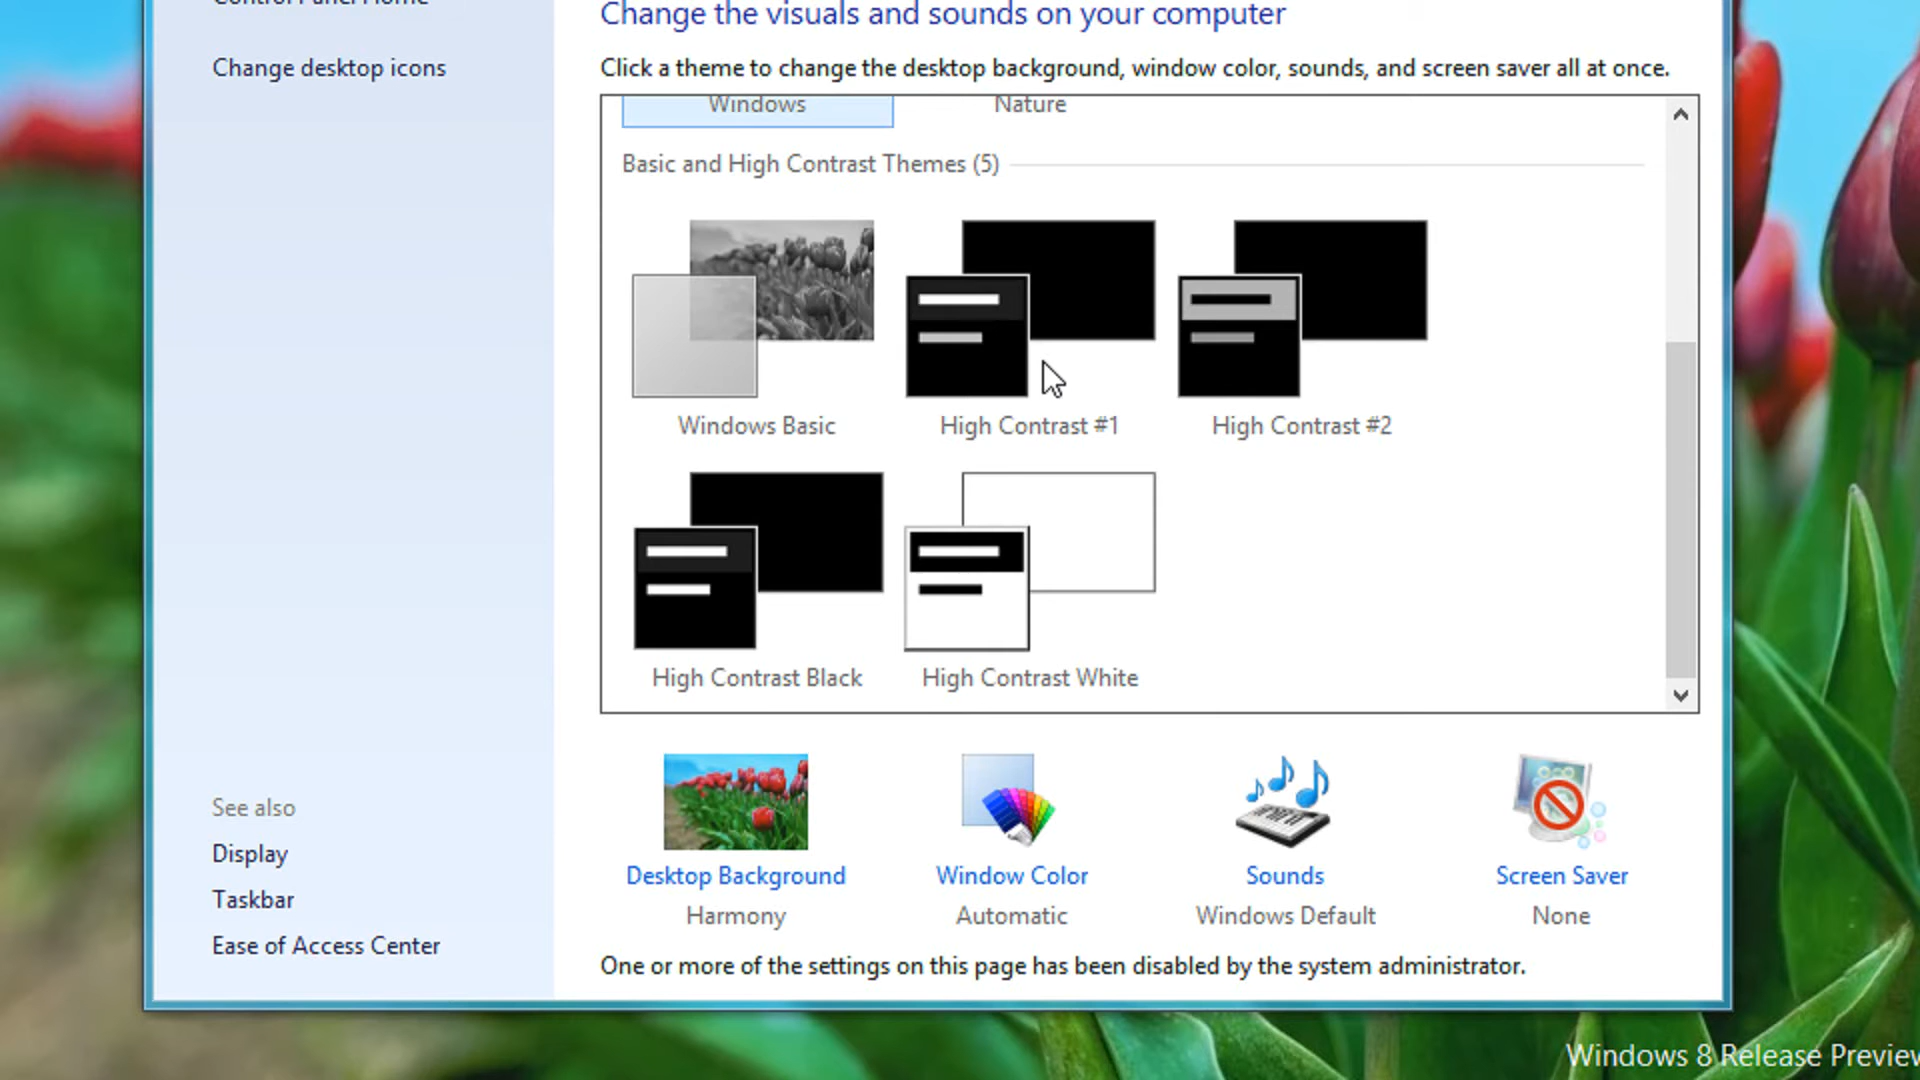 Control Panel Home
Change the visuals and sounds on your computer
Change desktop icons
Click a theme to change the desktop background, window color, sounds, and screen saver all at once.
Windows
Nature
Basic and High Contrast Themes (5)
Windows Basic
High Contrast #1
High Contrast #2
High Contrast Black
High Contrast White
See also
Display
Taskbar
Ease of Access Center
Desktop Background
Harmony
Window Color
Automatic
Sounds
Windows Default
Screen Saver
None
One or more of the settings on this page has been disabled by the system administrator.
Windows 8 Release Preview